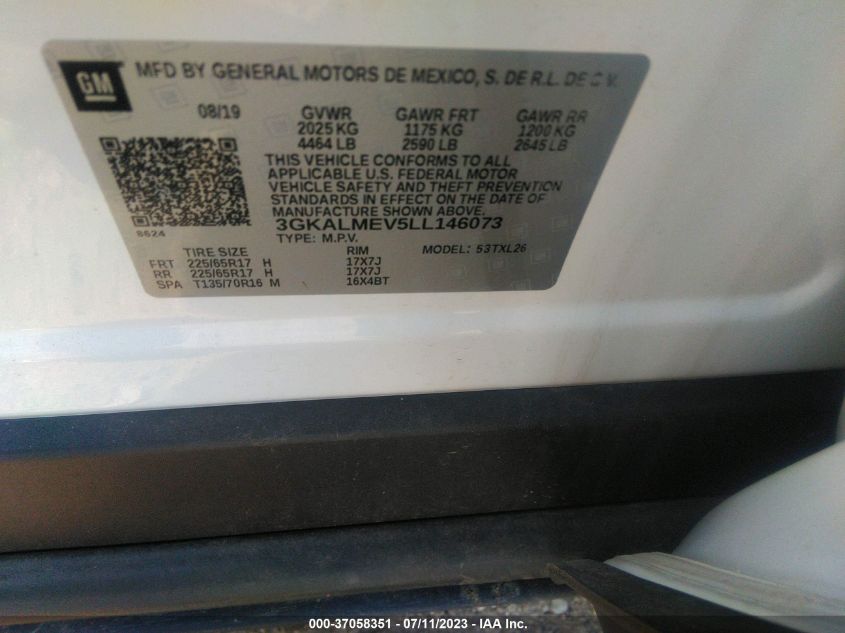 GM MFD BY GENERAL MOTORS DE MEXICO, S. DE R.L. DE C.V.
08/19 GVWR GAWR FRT GAWR RR
2025 KG 1175 KG 1200 KG
4464 LB 2590 LB 2645 LB
THIS VEHICLE CONFORMS TO ALL
APPLICABLE U.S. FEDERAL MOTOR
VEHICLE SAFETY AND THEFT PREVENTION
STANDARDS IN EFFECT ON THE DATE OF
MANUFACTURE SHOWN ABOVE.
8624 3GKALMEV5LL146073
TYPE: M.P.V. MODEL: 53TXL26
TIRE SIZE RIM
FRT 225/65R17 H 17X7J
RR 225/65R17 H 17X7J
SPA T135/70R16 M 16X4BT
000-37058351 - 07/11/2023 - IAA Inc.